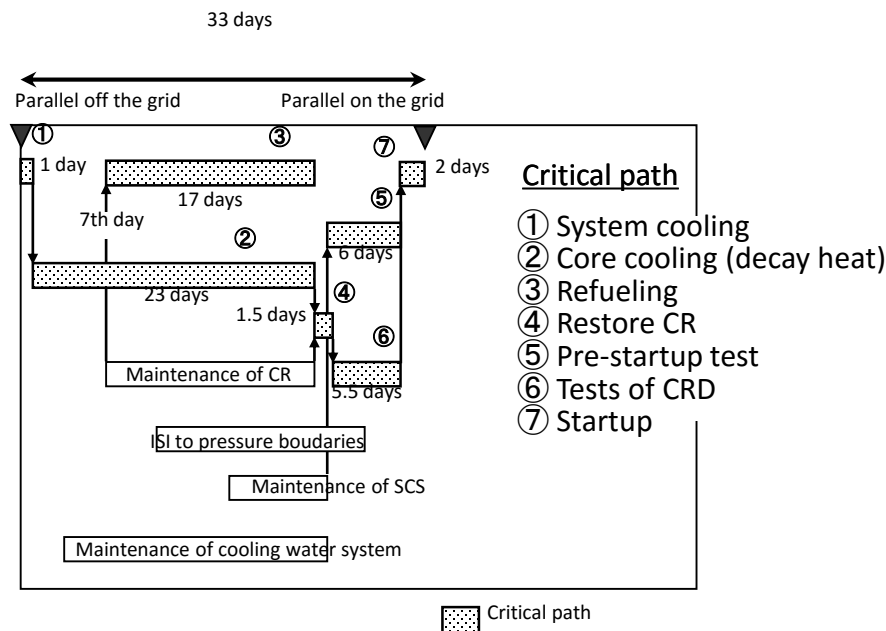 33 days
Parallel off the grid
Parallel on the grid
①
③
⑦
1 day
2 days
17 days
⑤
7th day
②
6 days
23 days
④
1.5 days
⑥
Maintenance of CR
5.5 days
ISI to pressure boudaries
Maintenance of SCS
Maintenance of cooling water system
Critical path
① System cooling
② Core cooling (decay heat)
③ Refueling
④ Restore CR
⑤ Pre-startup test
⑥ Tests of CRD
⑦ Startup
Critical path